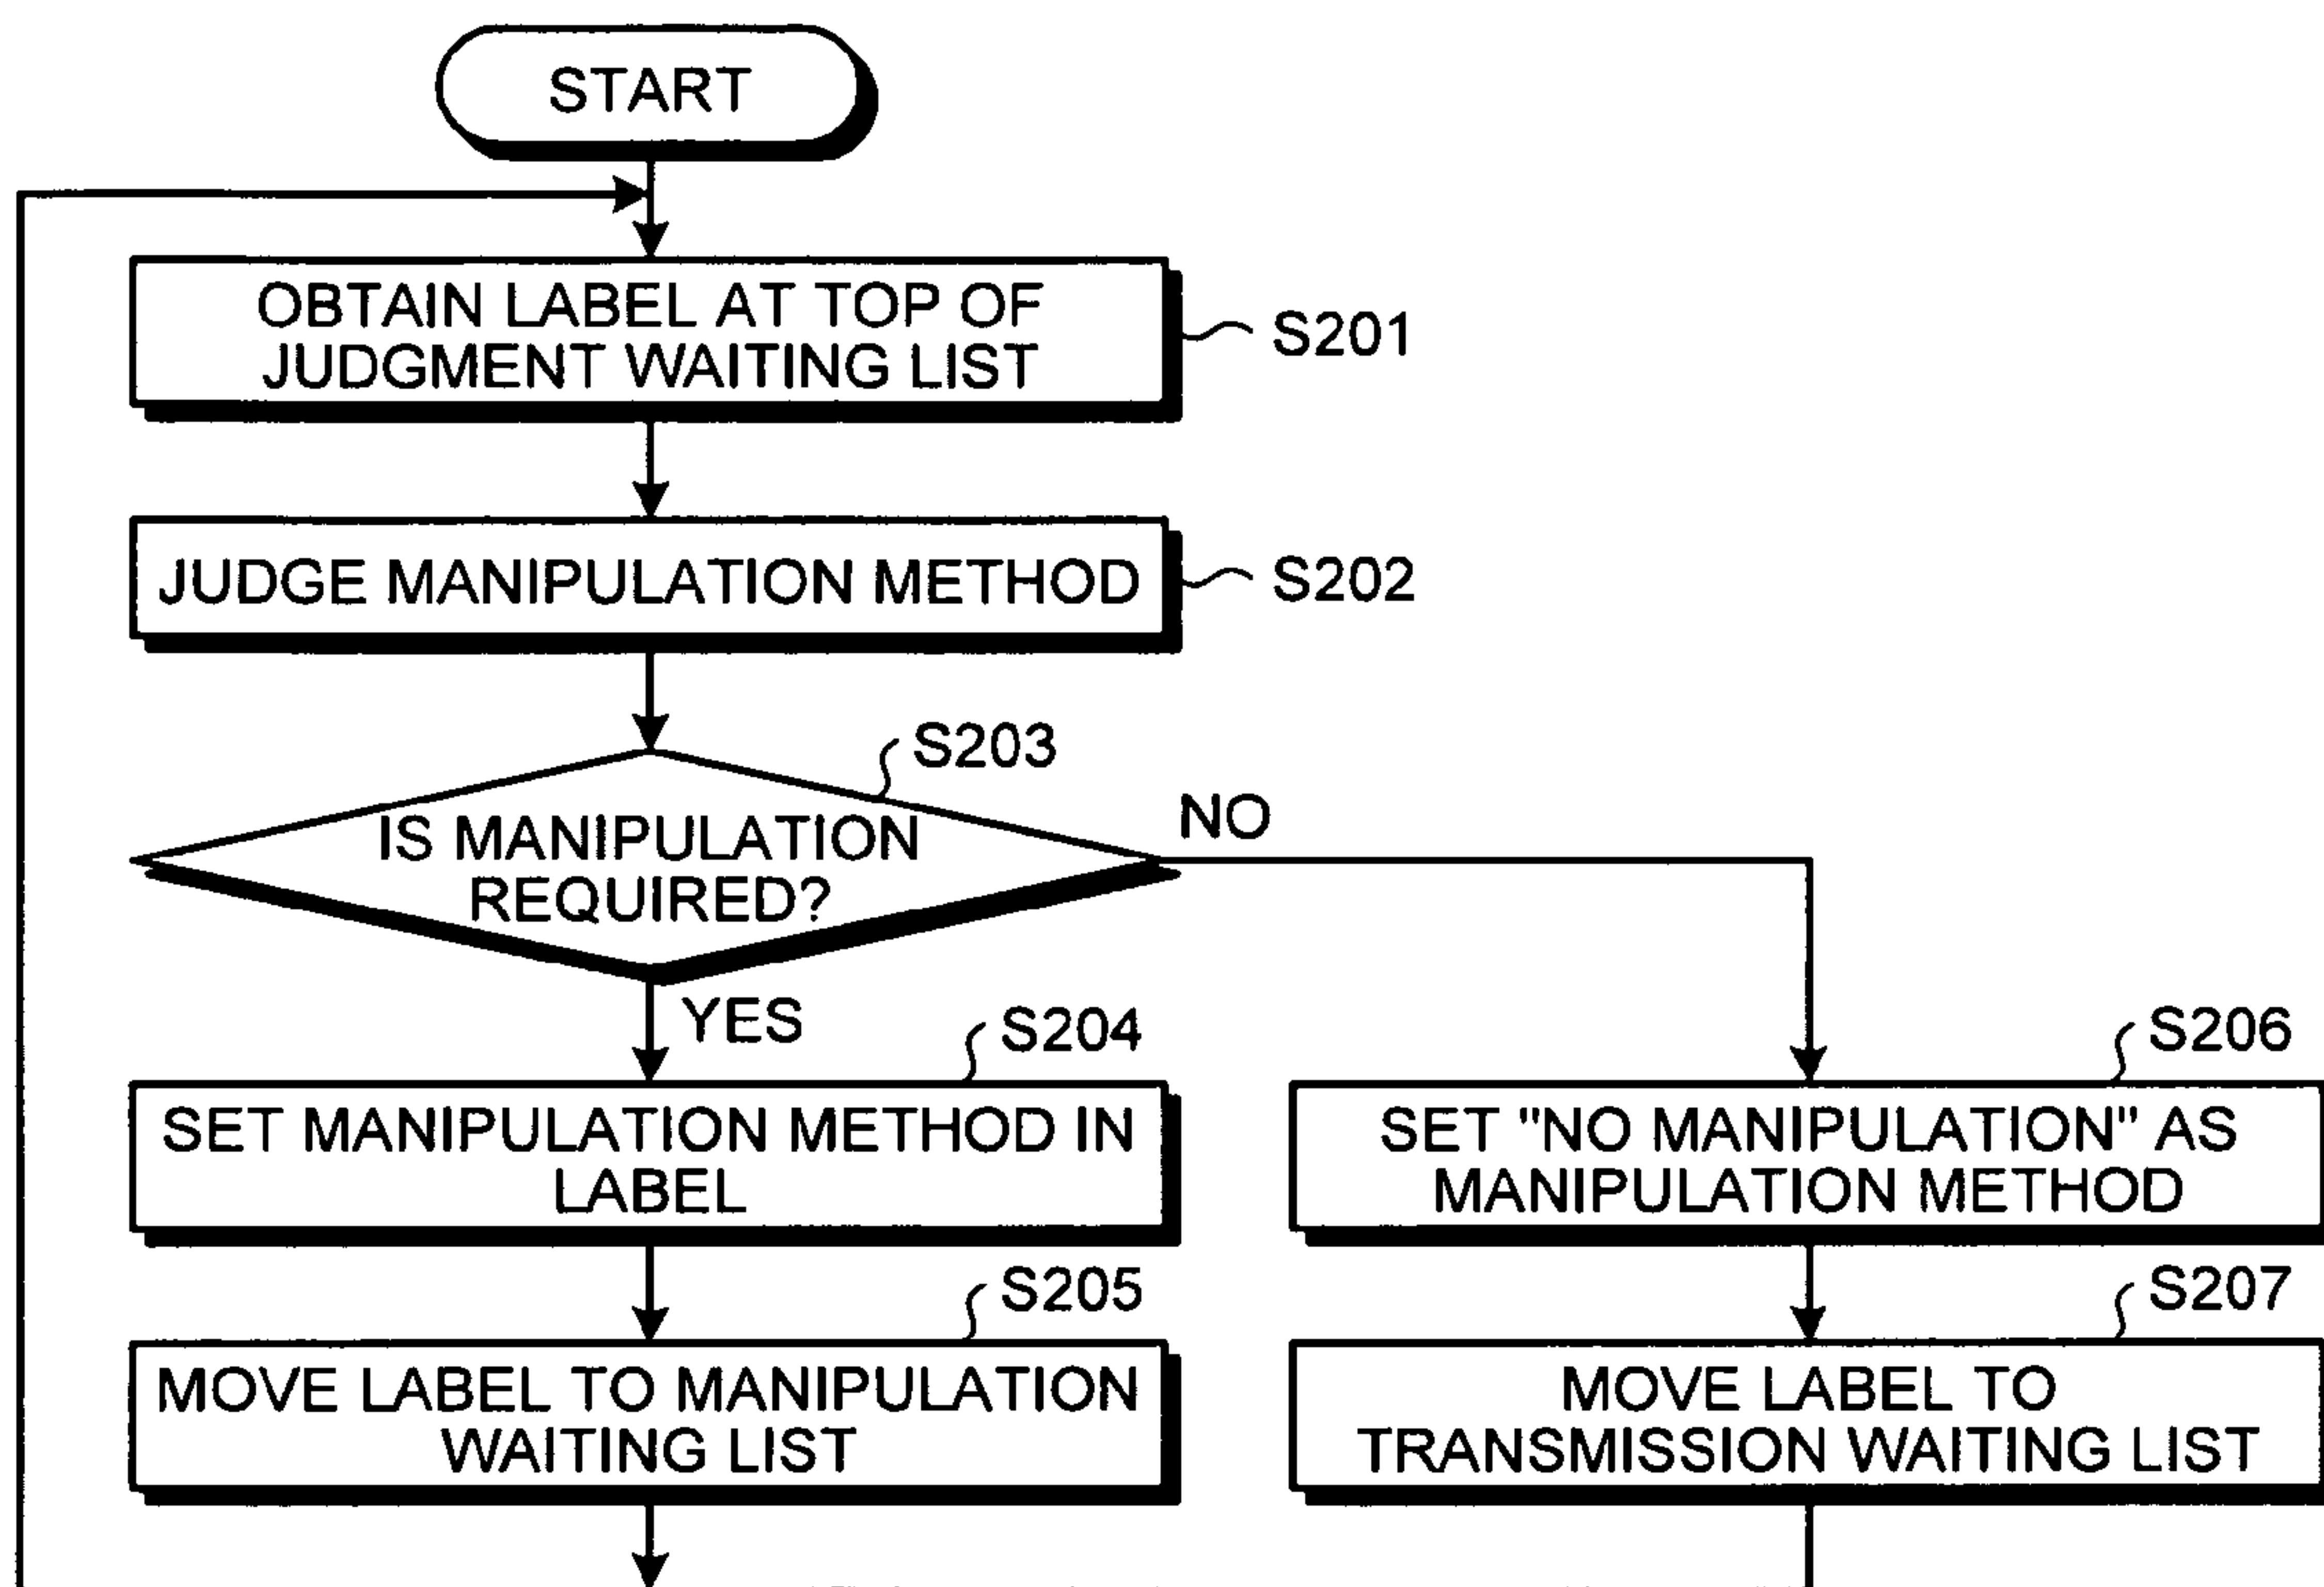 START
OBTAIN LABEL AT TOP OF
JUDGMENT WAITING LIST
S201
JUDGE MANIPULATION METHOD
S202
S203
IS MANIPULATION
REQUIRED?
NO
YES
S204
SET MANIPULATION METHOD IN
LABEL
S206
SET "NO MANIPULATION" AS
MANIPULATION METHOD
S205
MOVE LABEL TO MANIPULATION
WAITING LIST
S207
MOVE LABEL TO
TRANSMISSION WAITING LIST